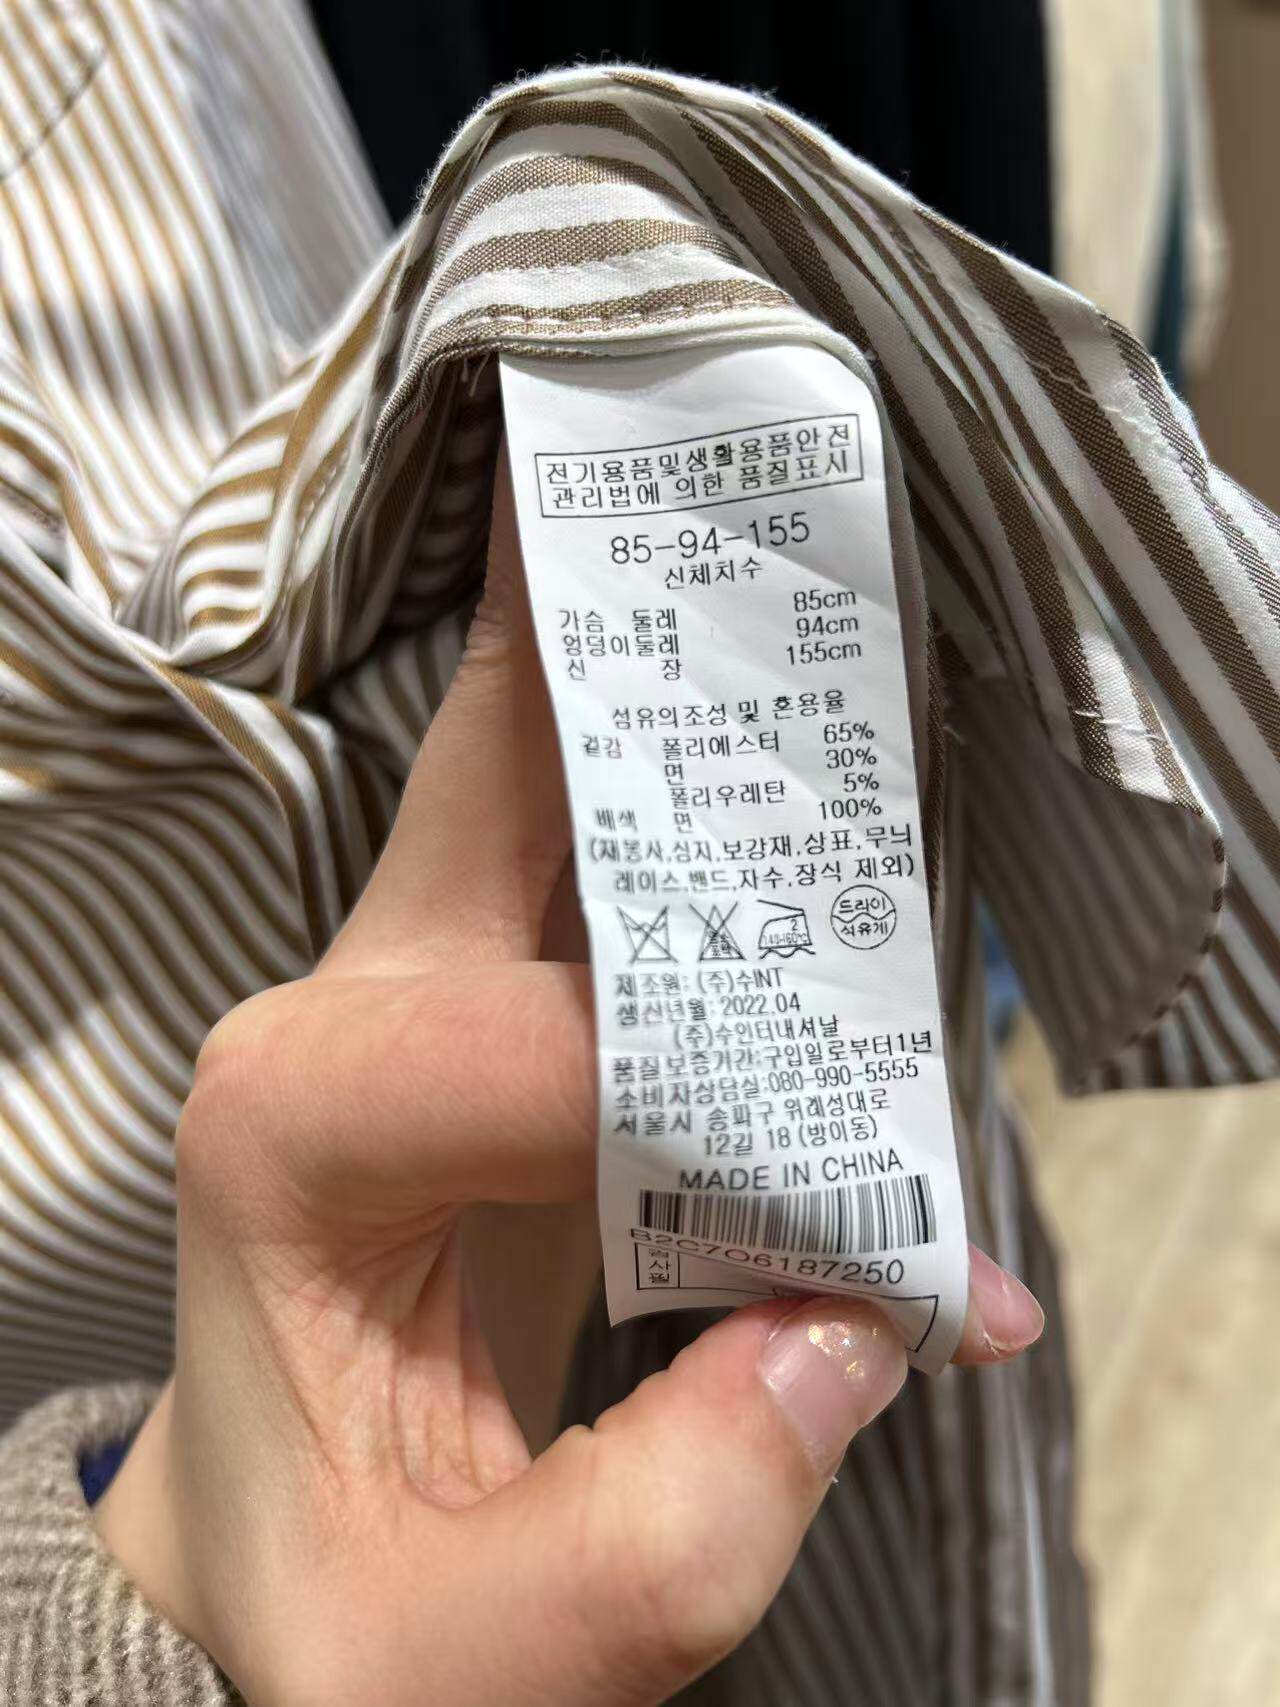 전기용품및생활용품안전
관리법에 의한 품질표시
85-94-155
신체치수
가슴 둘레 85cm
엉덩이둘레 94cm
신 장 155cm
섬유의조성 및 혼용율
겉감 폴리에스터 65%
면 30%
폴리우레탄 5%
배색 면 100%
(재봉사,심지,보강재,상표,무늬
레이스,밴드,자수,장식 제외)
2
140-160℃
드라이
석유계
제조원: (주)수INT
생산년월: 2022.04
(주)수인터내셔날
품질보증기간:구입일로부터1년
소비자상담실:080-990-5555
서울시 송파구 위례성대로
12길 18 (방이동)
MADE IN CHINA
B2C706187250
검사필